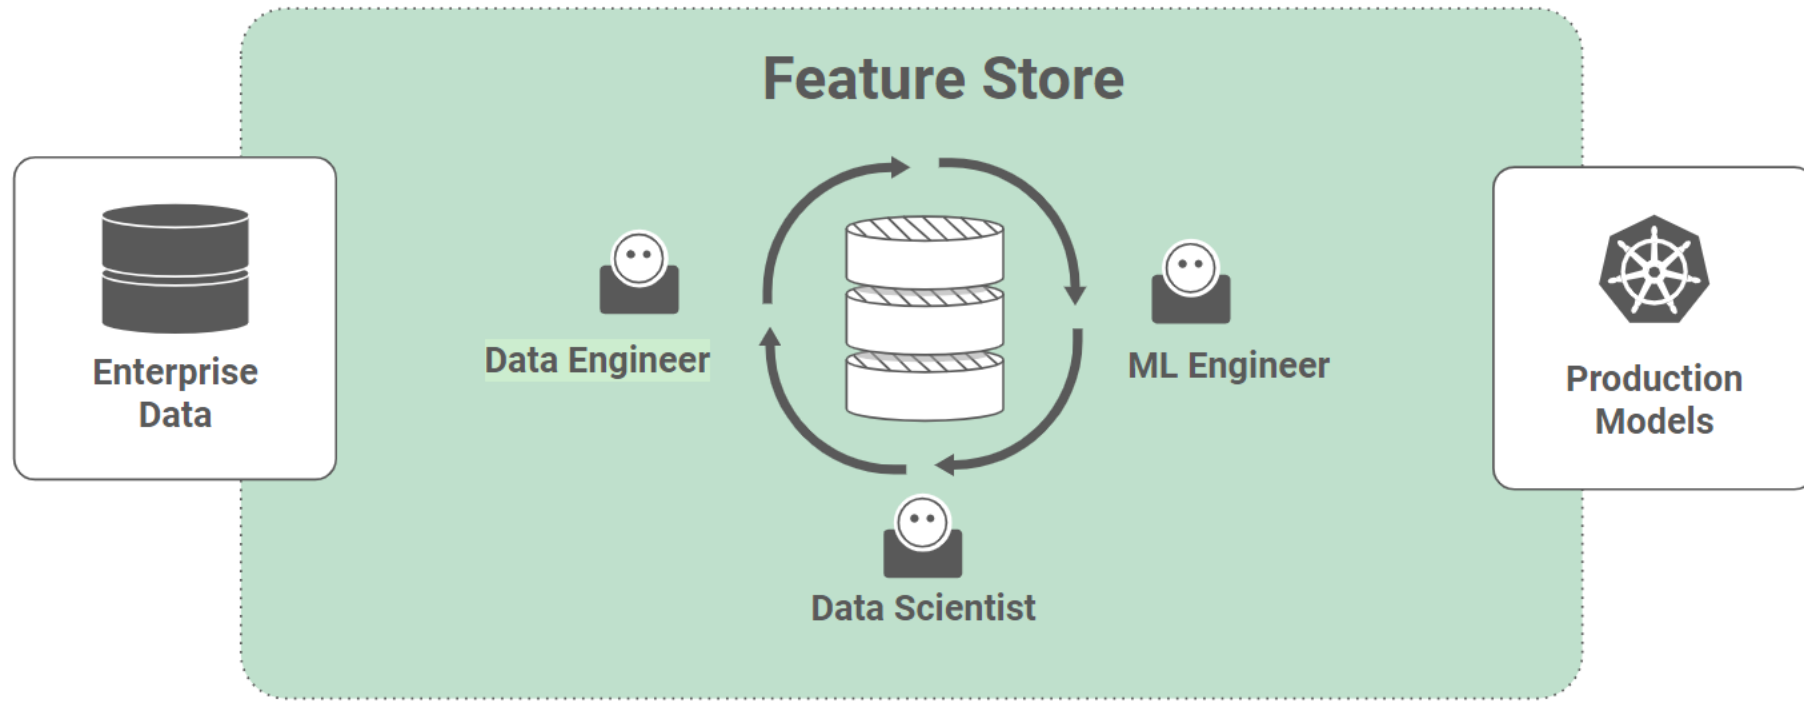 Feature Store
Enterprise
Data
Data Engineer
ML Engineer
Data Scientist
Production
Models